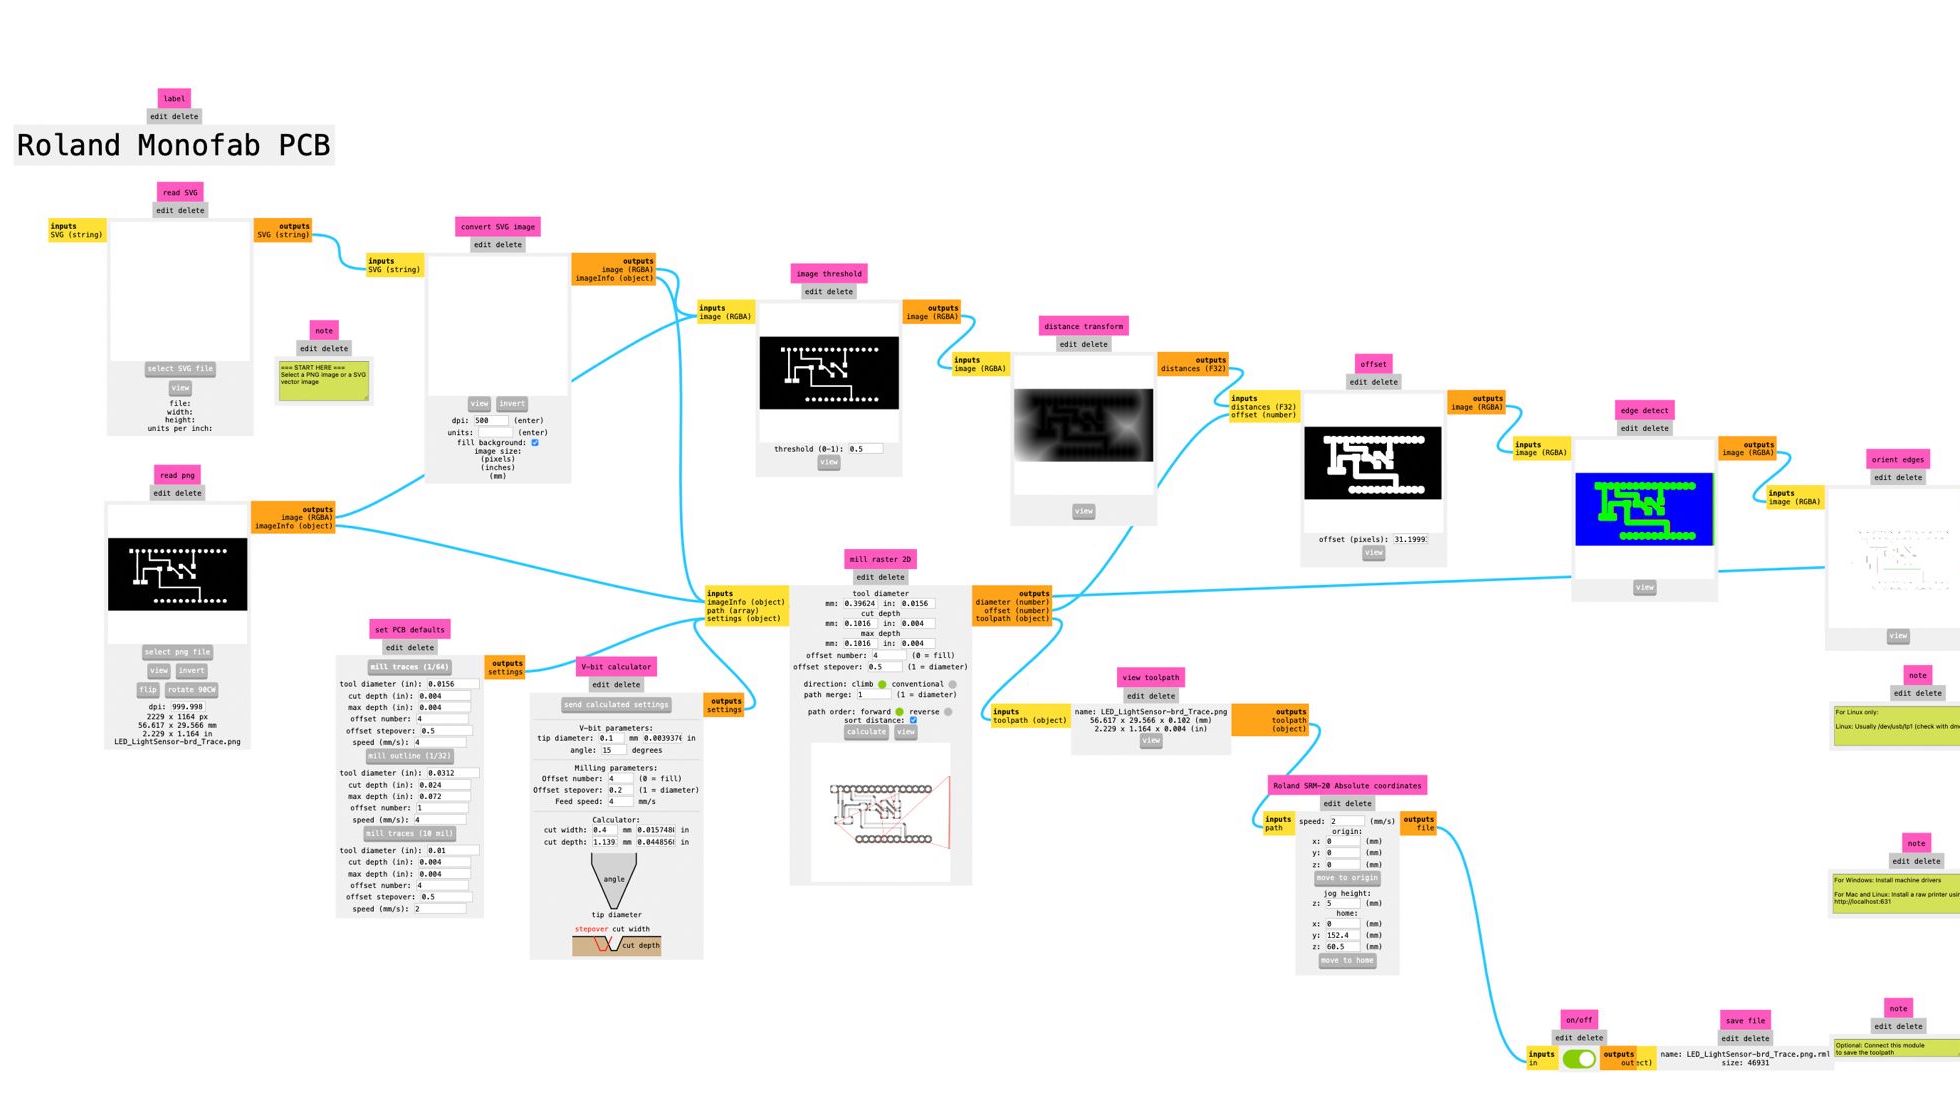 label
edit delete
Roland Monofab PCB
read SVG
edit delete
inputs
SVG (string)
outputs
SVG (string)
select SVG file
view
file:
width:
height:
units per inch:
note
edit delete
=== START HERE ===
Select a PNG image or a SVG
vector image
convert SVG image
edit delete
inputs
SVG (string)
outputs
image (RGBA)
imageInfo (object)
view invert
dpi: 500 (enter)
units: (enter)
fill background:
image size:
(pixels)
(inches)
(mm)
read png
edit delete
outputs
image (RGBA)
imageInfo (object)
select png file
view invert
flip rotate 90CW
dpi: 999.998
2229 x 1164 px
56.617 x 29.566 mm
2.229 x 1.164 in
LED_LightSensor-brd_Trace.png
image threshold
edit delete
inputs
image (RGBA)
outputs
image (RGBA)
threshold (0-1): 0.5
view
distance transform
edit delete
inputs
image (RGBA)
outputs
distances (F32)
view
offset
edit delete
inputs
distances (F32)
offset (number)
outputs
image (RGBA)
offset (pixels): 31.1999
view
edge detect
edit delete
inputs
image (RGBA)
outputs
image (RGBA)
view
orient edges
edit delete
inputs
image (RGBA)
view
set PCB defaults
edit delete
outputs
settings
mill traces (1/64)
tool diameter (in): 0.0156
cut depth (in): 0.004
max depth (in): 0.004
offset number: 4
offset stepover: 0.5
speed (mm/s): 4
mill outline (1/32)
tool diameter (in): 0.0312
cut depth (in): 0.024
max depth (in): 0.072
offset number: 1
speed (mm/s): 4
mill traces (10 mil)
tool diameter (in): 0.01
cut depth (in): 0.004
max depth (in): 0.004
offset number: 4
offset stepover: 0.5
speed (mm/s): 2
V-bit calculator
edit delete
outputs
settings
send calculated settings
V-bit parameters:
tip diameter: 0.1 mm 0.003937 in
angle: 15 degrees
Milling parameters:
Offset number: 4 (0 = fill)
Offset stepover: 0.2 (1 = diameter)
Feed speed: 4 mm/s
Calculator:
cut width: 0.4 mm 0.015748 in
cut depth: 1.139 mm 0.044856 in
angle
tip diameter
stepover cut width
cut depth
mill raster 2D
edit delete
inputs
imageInfo (object)
path (array)
settings (object)
outputs
diameter (number)
offset (number)
toolpath (object)
tool diameter
mm: 0.39624 in: 0.0156
cut depth
mm: 0.1016 in: 0.004
max depth
mm: 0.1016 in: 0.004
offset number: 4 (0 = fill)
offset stepover: 0.5 (1 = diameter)
direction: climb conventional
path merge: 1 (1 = diameter)
path order: forward reverse
sort distance:
calculate view
view toolpath
edit delete
inputs
toolpath (object)
name: LED_LightSensor-brd_Trace.png
56.617 x 29.566 x 0.102 (mm)
2.229 x 1.164 x 0.004 (in)
view
outputs
toolpath
(object)
Roland SRM-20 Absolute coordinates
edit delete
inputs
path
outputs
file
speed: 2 (mm/s)
origin:
x: 0 (mm)
y: 0 (mm)
z: 0 (mm)
move to origin
jog height:
z: 5 (mm)
home:
x: 0 (mm)
y: 152.4 (mm)
z: 60.5 (mm)
move to home
note
edit delete
For Linux only:
Linux: Usually /dev/usb/lp1 (check with
note
edit delete
For Windows: Install machine drivers
For Mac and Linux: Install a raw printer
http://localhost:631
on/off
edit delete
inputs
in
outputs
out
save file
edit delete
name: LED_LightSensor-brd_Trace.png.rml
size: 46931
note
edit delete
Optional: Connect this module
to save the toolpath